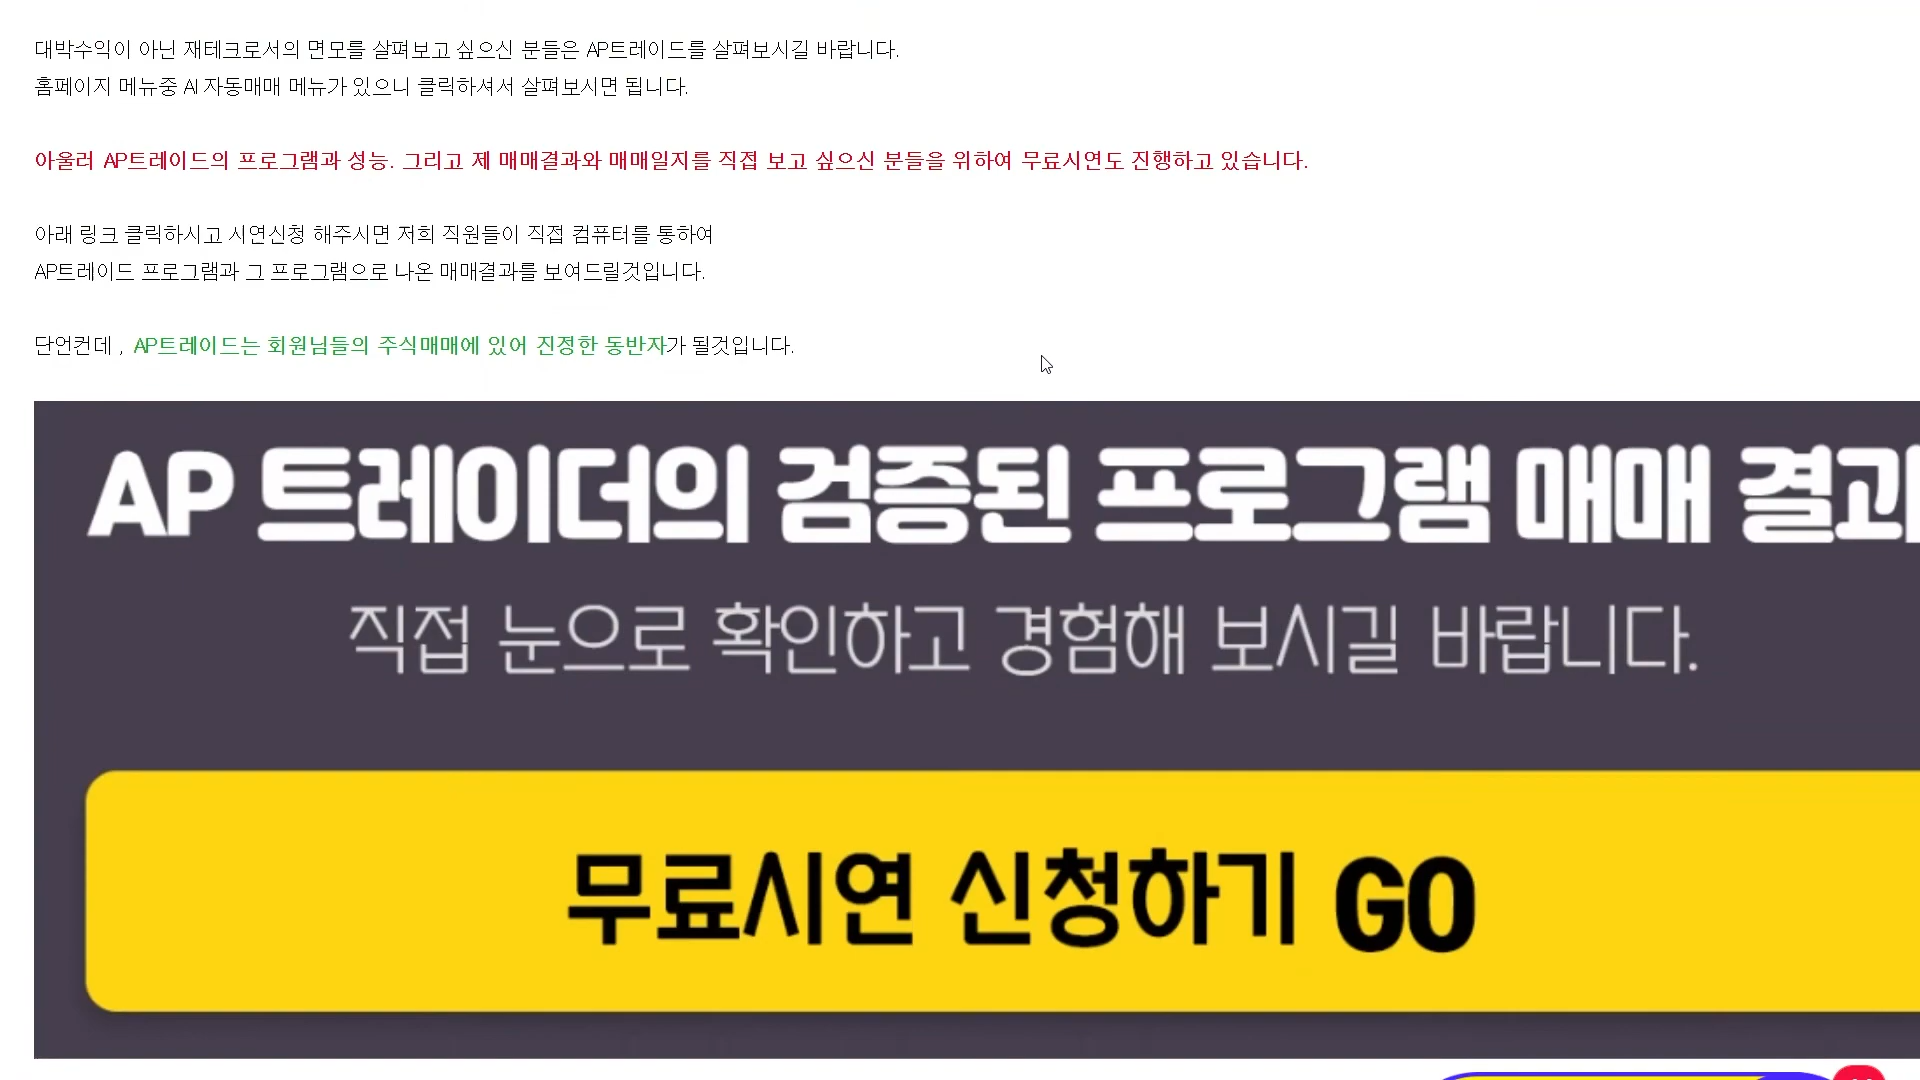 대박수익이 아닌 재테크로서의 면모를 살펴보고 싶으신 분들은 AP트레이드를 살펴보시길 바랍니다.
홈페이지 메뉴중 AI 자동매매 메뉴가 있으니 클릭하셔서 살펴보시면 됩니다.
아울러 AP트레이드의 프로그램과 성능. 그리고 제 매매결과와 매매일지를 직접 보고 싶으신 분들을 위하여 무료시연도 진행하고 있습니다.
아래 링크 클릭하시고 시연신청 해주시면 저희 직원들이 직접 컴퓨터를 통하여
AP트레이드 프로그램과 그 프로그램으로 나온 매매결과를 보여드릴것입니다.
단언컨데 , AP트레이드는 회원님들의 주식매매에 있어 진정한 동반자가 될것입니다.
AP 트레이더의 검증된 프로그램 매매 결과
직접 눈으로 확인하고 경험해 보시길 바랍니다.
무료시연 신청하기 GO